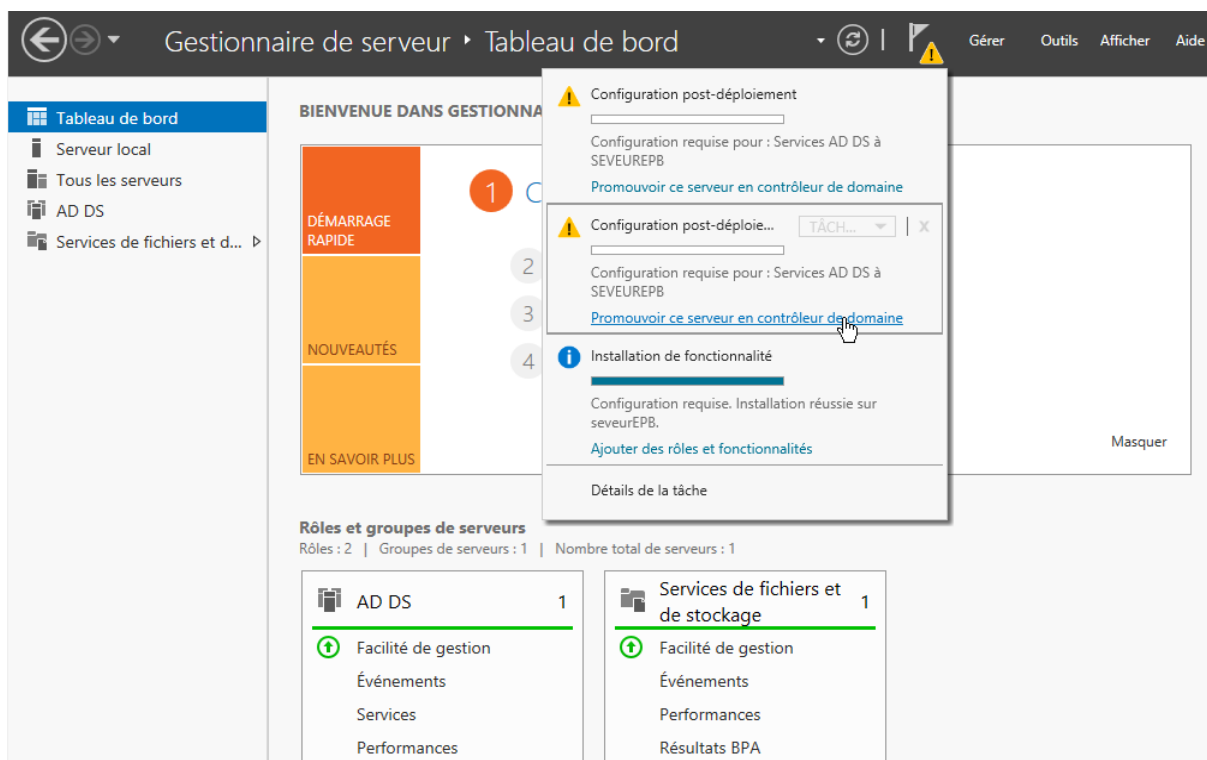 Gestionnaire de serveur ‣ Tableau de bord
Gérer Outils Afficher Aide
Tableau de bord
Serveur local
Tous les serveurs
AD DS
Services de fichiers et d...
BIENVENUE DANS GESTIONNA
DÉMARRAGE
RAPIDE
NOUVEAUTÉS
EN SAVOIR PLUS
1 C
2
3
4
Configuration post-déploiement
Configuration requise pour : Services AD DS à
SEVEUREPB
Promouvoir ce serveur en contrôleur de domaine
Configuration post-déploie... TÂCH... | X
Configuration requise pour : Services AD DS à
SEVEUREPB
Promouvoir ce serveur en contrôleur de domaine
Installation de fonctionnalité
Configuration requise. Installation réussie sur
seveurEPB.
Ajouter des rôles et fonctionnalités
Détails de la tâche
Masquer
Rôles et groupes de serveurs
Rôles : 2 | Groupes de serveurs : 1 | Nombre total de serveurs : 1
AD DS 1
Facilité de gestion
Événements
Services
Performances
Services de fichiers et
de stockage 1
Facilité de gestion
Événements
Performances
Résultats BPA